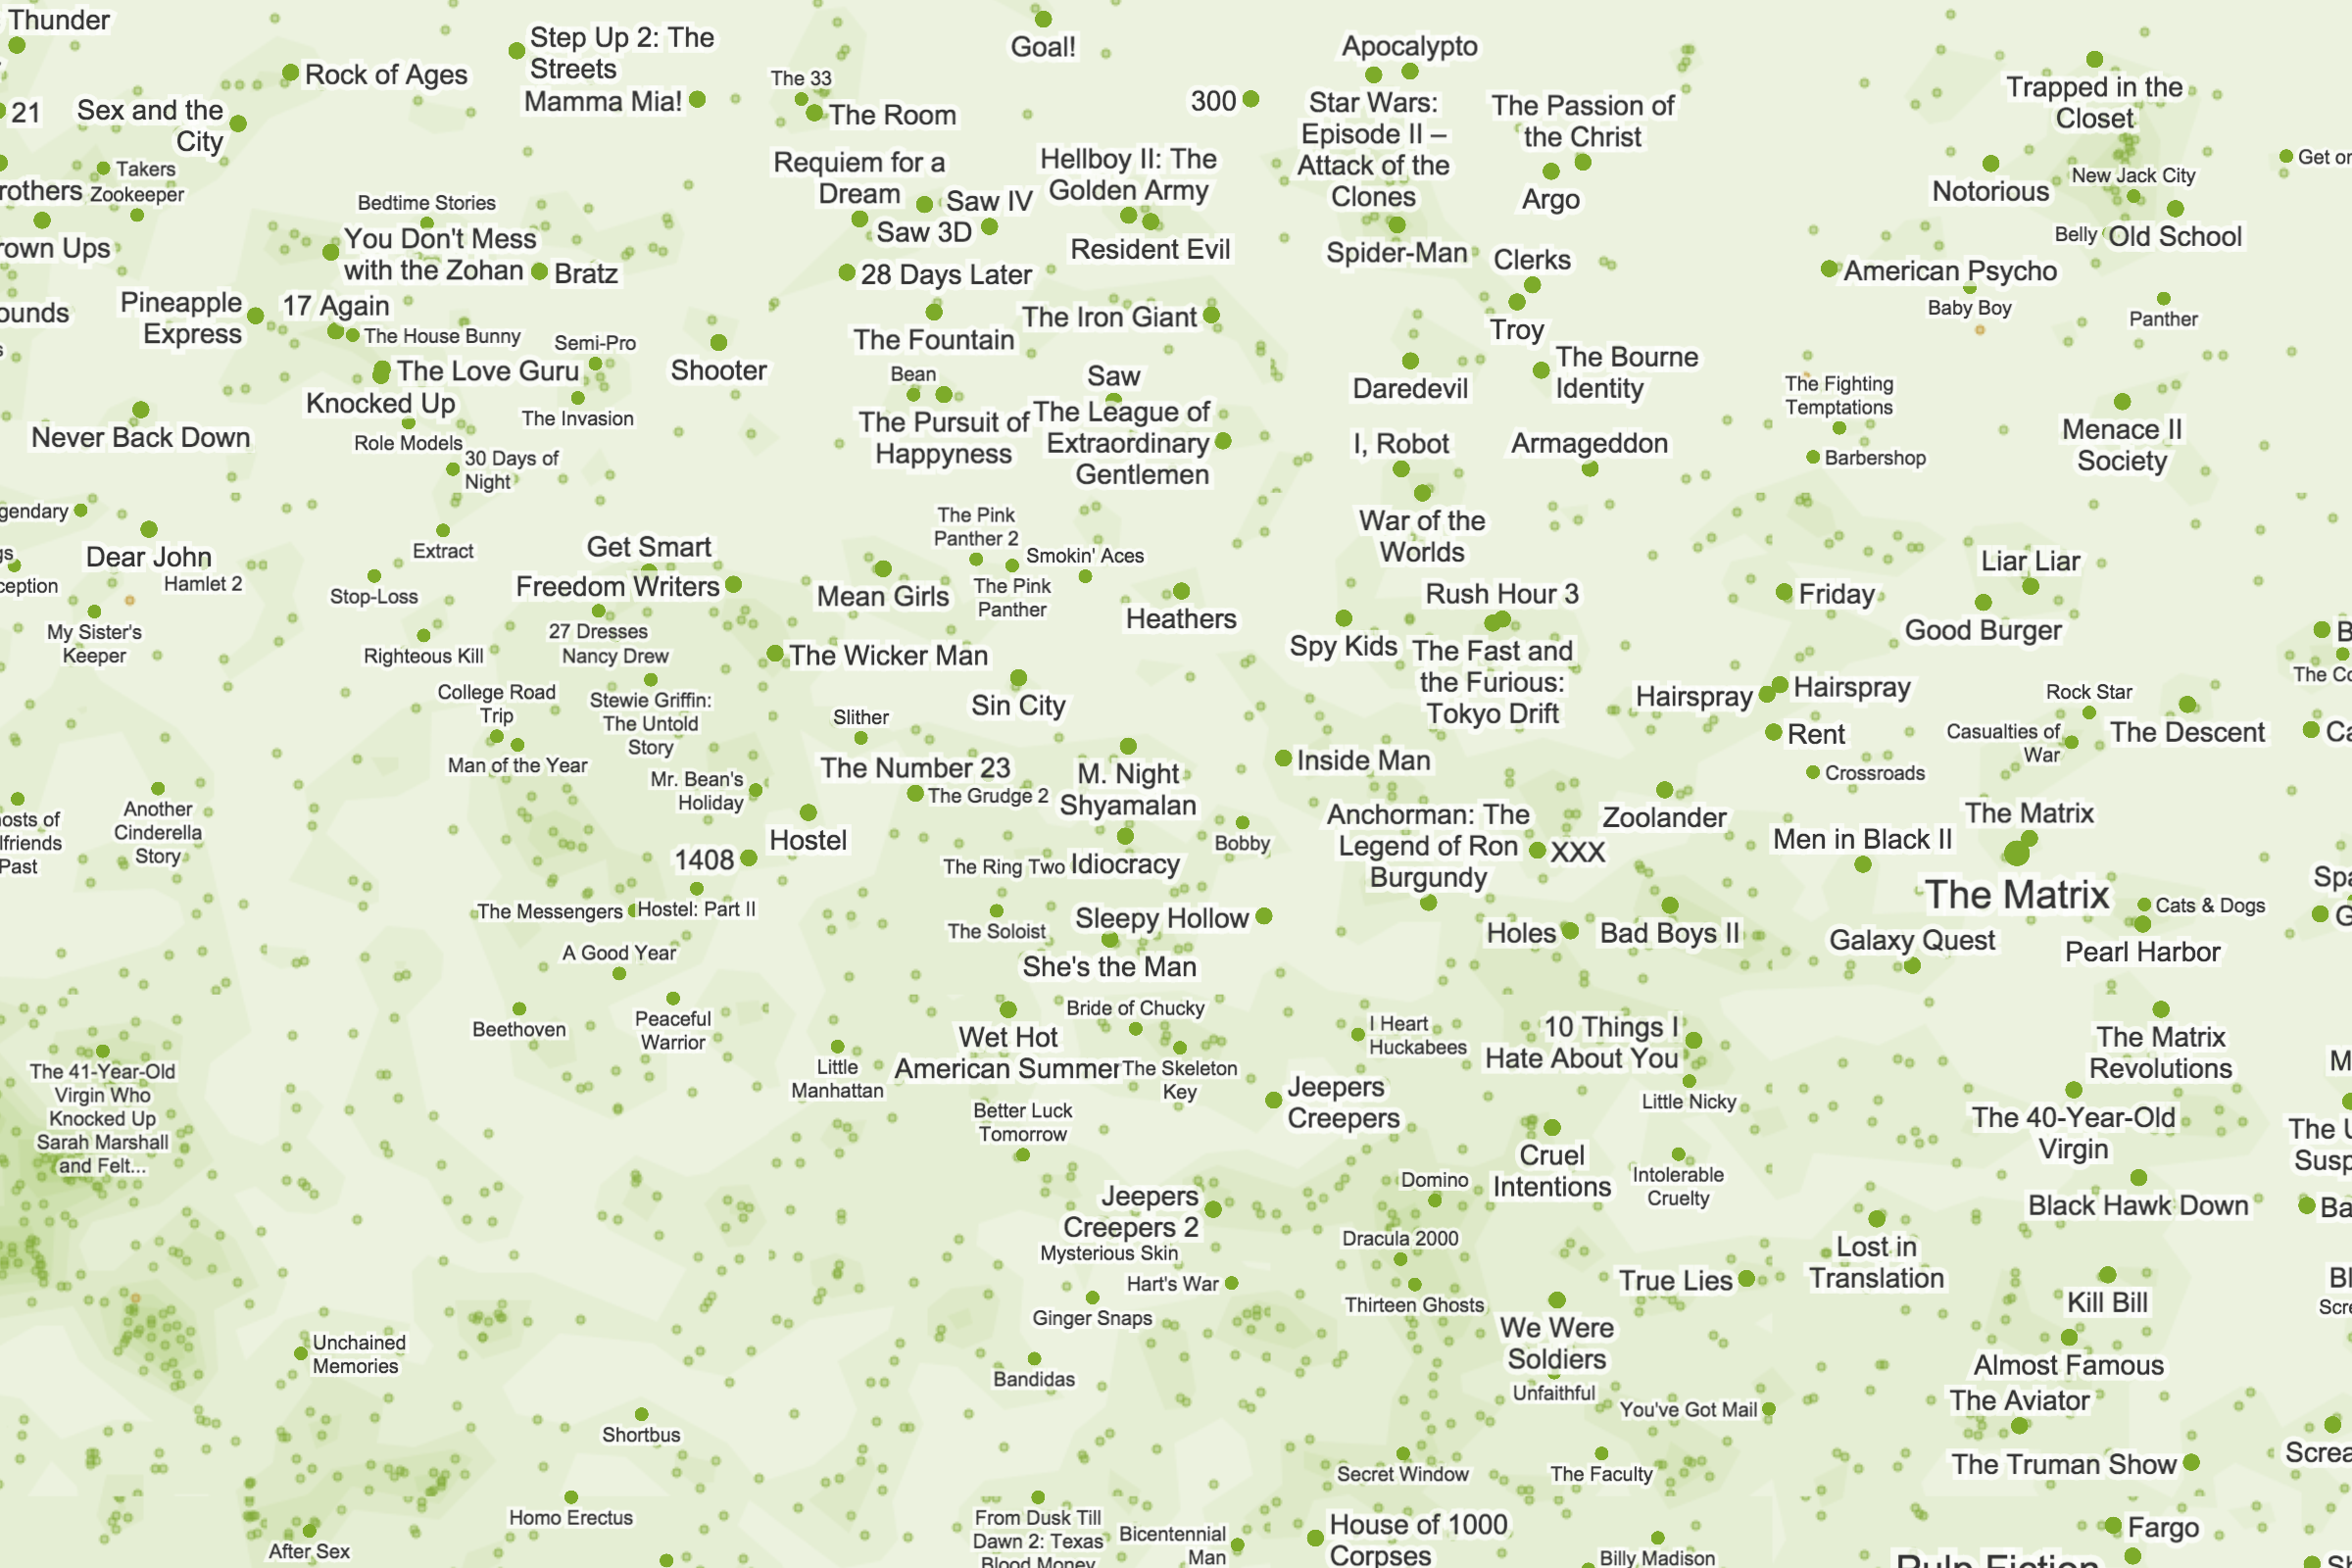 Thunder
Step Up 2: The
Streets
Goal!
Apocalypto
Rock of Ages
The 33
Trapped in the
Closet
21
Sex and the
City
Mamma Mia!
The Room
300
Star Wars:
Episode II –
Attack of the
Clones
The Passion of
the Christ
Takers
Zookeeper
Requiem for a
Dream
Hellboy II: The
Golden Army
Argo
Notorious
New Jack City
Bedtime Stories
Saw IV
Saw 3D
Belly
Old School
You Don't Mess
with the Zohan
Bratz
28 Days Later
Resident Evil
Spider-Man
Clerks
American Psycho
Baby Boy
Panther
Pineapple
Express
17 Again
The House Bunny
Semi-Pro
Shooter
The Fountain
The Iron Giant
Troy
The Love Guru
Bean
Saw
Daredevil
The Bourne
Identity
The Fighting
Temptations
Knocked Up
The Invasion
The Pursuit of
Happyness
The League of
Extraordinary
Gentlemen
Never Back Down
Role Models
30 Days of
Night
I, Robot
Armageddon
Barbershop
Menace II
Society
War of the
Worlds
The Pink
Panther 2
Dear John
Hamlet 2
Extract
Get Smart
Smokin' Aces
Liar Liar
Stop-Loss
Freedom Writers
Mean Girls
The Pink
Panther
Heathers
Rush Hour 3
Friday
Good Burger
My Sister's
Keeper
Righteous Kill
27 Dresses
Nancy Drew
The Wicker Man
Spy Kids
The Fast and
the Furious:
Tokyo Drift
College Road
Trip
Stewie Griffin:
The Untold
Story
Sin City
Hairspray
Hairspray
Rock Star
Slither
Rent
Casualties of
War
The Descent
Man of the Year
Mr. Bean's
Holiday
The Number 23
The Grudge 2
M. Night
Shyamalan
Inside Man
Crossroads
Another
Cinderella
Story
Hostel
Bobby
Anchorman: The
Legend of Ron
Burgundy
XXX
Zoolander
Men in Black II
The Matrix
1408
The Ring Two
Idiocracy
The Matrix
The Messengers
Hostel: Part II
The Soloist
Sleepy Hollow
Holes
Bad Boys II
Cats & Dogs
A Good Year
She's the Man
Galaxy Quest
Pearl Harbor
Beethoven
Peaceful
Warrior
Wet Hot
American Summer
Bride of Chucky
I Heart
Huckabees
10 Things I
Hate About You
The Matrix
Revolutions
The 41-Year-Old
Virgin Who
Knocked Up
Sarah Marshall
and Felt...
Little
Manhattan
The Skeleton
Key
Jeepers
Creepers
Little Nicky
Better Luck
Tomorrow
The 40-Year-Old
Virgin
Cruel
Intentions
Intolerable
Cruelty
Domino
Jeepers
Creepers 2
Black Hawk Down
Mysterious Skin
Dracula 2000
Hart's War
Lost in
Translation
True Lies
Ginger Snaps
Thirteen Ghosts
Kill Bill
Unchained
Memories
We Were
Soldiers
Bandidas
Unfaithful
Almost Famous
You've Got Mail
The Aviator
Shortbus
Secret Window
The Faculty
The Truman Show
Homo Erectus
From Dusk Till
Dawn 2: Texas
Blood Money
Bicentennial
Man
House of 1000
Corpses
Fargo
After Sex
Billy Madison
Pulp Fiction